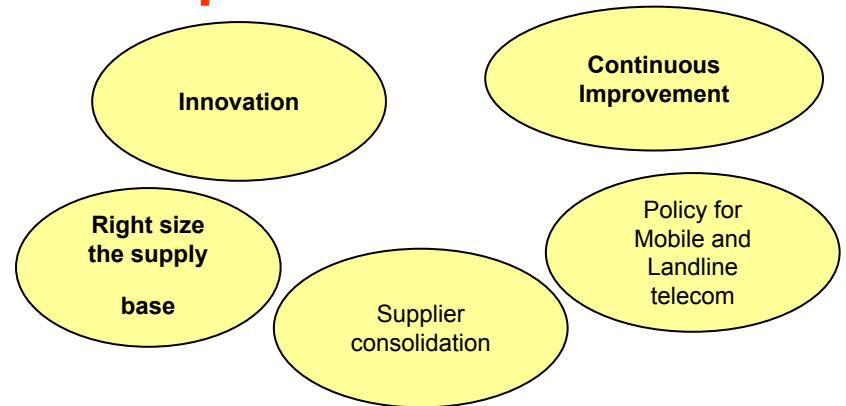 Innovation
Continuous
Improvement
Right size
the supply
base
Supplier
consolidation
Policy for
Mobile and
Landline
telecom